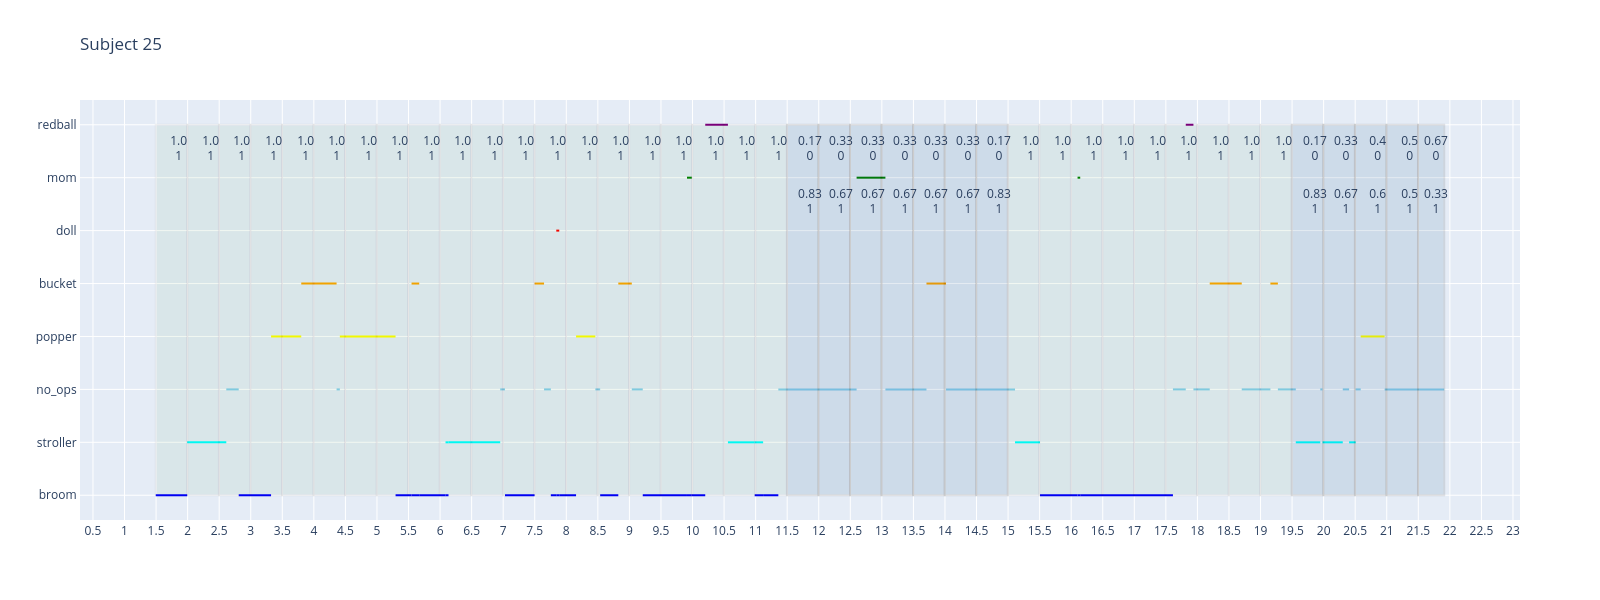 Subject 25
redball
1.0 1.0 1.0 1.0 1.0 1.0 1.0 1.0 1.0 1.0 1.0 1.0 1.0 1.0 1.0 1.0 1.0 1.0 1.0 1.0 0.17 0.33 0.33 0.33 0.33 0.33 0.17 1.0 1.0 1.0 1.0 1.0 1.0 1.0 1.0 1.0 0.17 0.33 0.4 0.5 0.67
1 1 1 1 1 1 1 1 1 1 1 1 1 1 1 1 1 1 1 1 0 0 0 0 0 0 0 1 1 1 1 1 1 1 1 1 0 0 0 0 0
mom
0.83 0.67 0.67 0.67 0.67 0.67 0.83 0.83 0.67 0.6 0.5 0.33
1 1 1 1 1 1 1 1 1 1 1 1
doll
bucket
popper
no_ops
stroller
broom
0.5 1 1.5 2 2.5 3 3.5 4 4.5 5 5.5 6 6.5 7 7.5 8 8.5 9 9.5 10 10.5 11 11.5 12 12.5 13 13.5 14 14.5 15 15.5 16 16.5 17 17.5 18 18.5 19 19.5 20 20.5 21 21.5 22 22.5 23